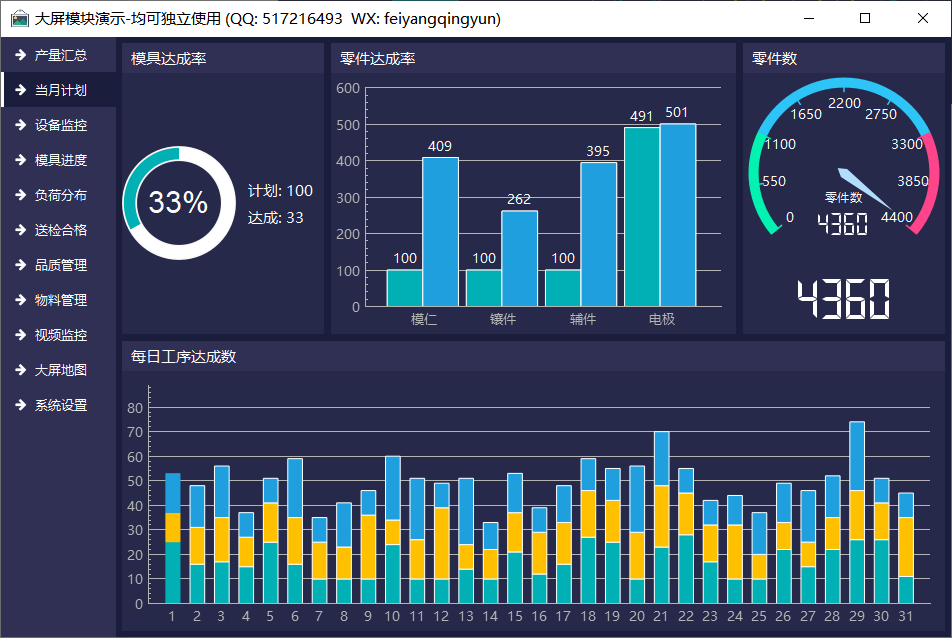 大屏模块演示-均可独立使用 (QQ: 517216493  WX: feiyangqingyun)
产量汇总
当月计划
设备监控
模具进度
负荷分布
送检合格
品质管理
物料管理
视频监控
大屏地图
系统设置
模具达成率
33%
计划: 100
达成: 33
零件达成率
600
500
400
300
200
100
0
100 409 100 262 100 395 491 501
模仁 镶件 辅件 电极
零件数
0 550 1100 1650 2200 2750 3300 3850 4400
零件数
4360
4360
每日工序达成数
80
70
60
50
40
30
20
10
0
1 2 3 4 5 6 7 8 9 10 11 12 13 14 15 16 17 18 19 20 21 22 23 24 25 26 27 28 29 30 31